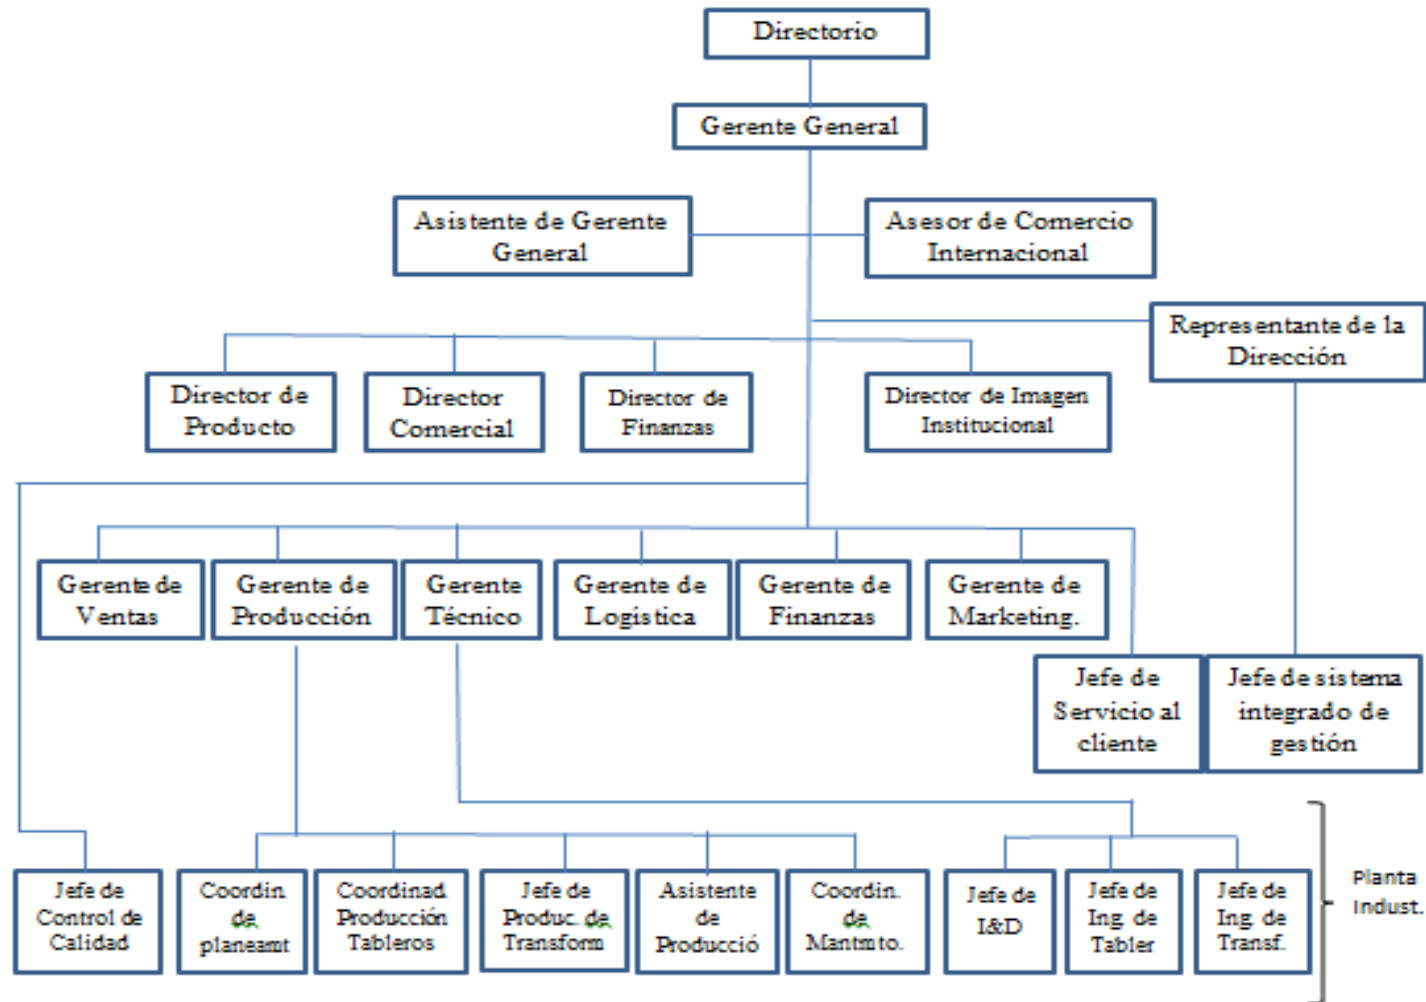 Directorio
Gerente General
Asistente de Gerente
General
Asesor de Comercio
Internacional
Representante de la
Dirección
Director de
Producto
Director
Comercial
Director de
Finanzas
Director de Imagen
Institucional
Gerente de
Ventas
Gerente de
Producción
Gerente
Técnico
Gerente de
Logística
Gerente de
Finanzas
Gerente de
Marketing.
Jefe de
Servicio al
cliente
Jefe de sistema
integrado de
gestión
Jefe de
Control de
Calidad
Coordin.
de
planeamt
Coordinad.
Producción
Tableros
Jefe de
Produc. de
Transform
Asistente
de
Producció
Coordin.
de
Mantmto.
Jefe de
I&D
Jefe de
Ing. de
Tabler
Jefe de
Ing. de
Transf.
Planta
Indust.